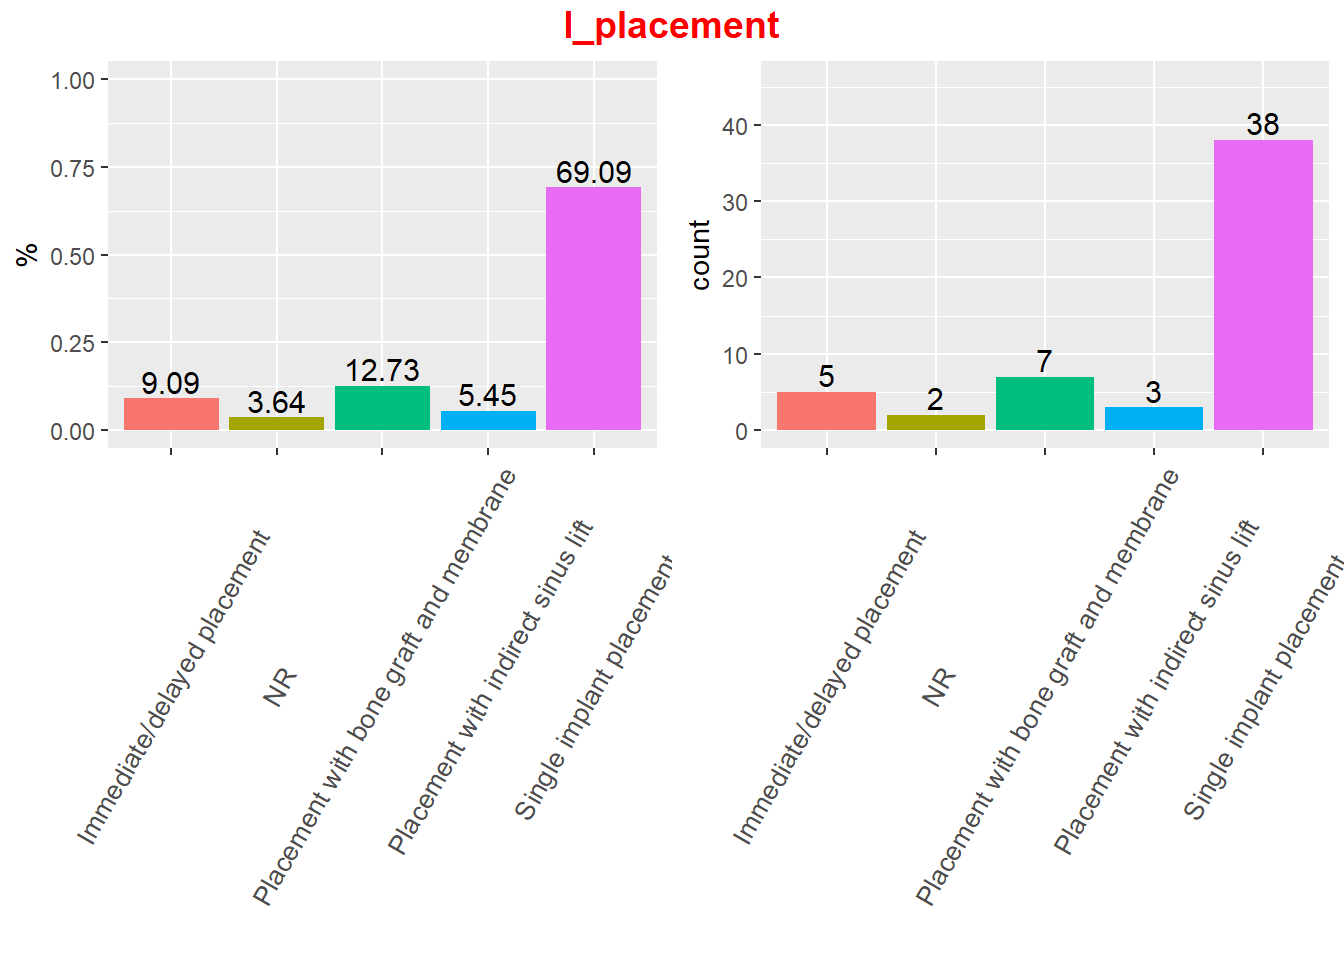 I_placement
%
1.00
0.75
0.50
0.25
0.00
9.09
3.64
12.73
5.45
69.09
Immediate/delayed placement
NR
Placement with bone graft and membrane
Placement with indirect sinus lift
Single implant placement
count
40
30
20
10
0
5
2
7
3
38
Immediate/delayed placement
NR
Placement with bone graft and membrane
Placement with indirect sinus lift
Single implant placement